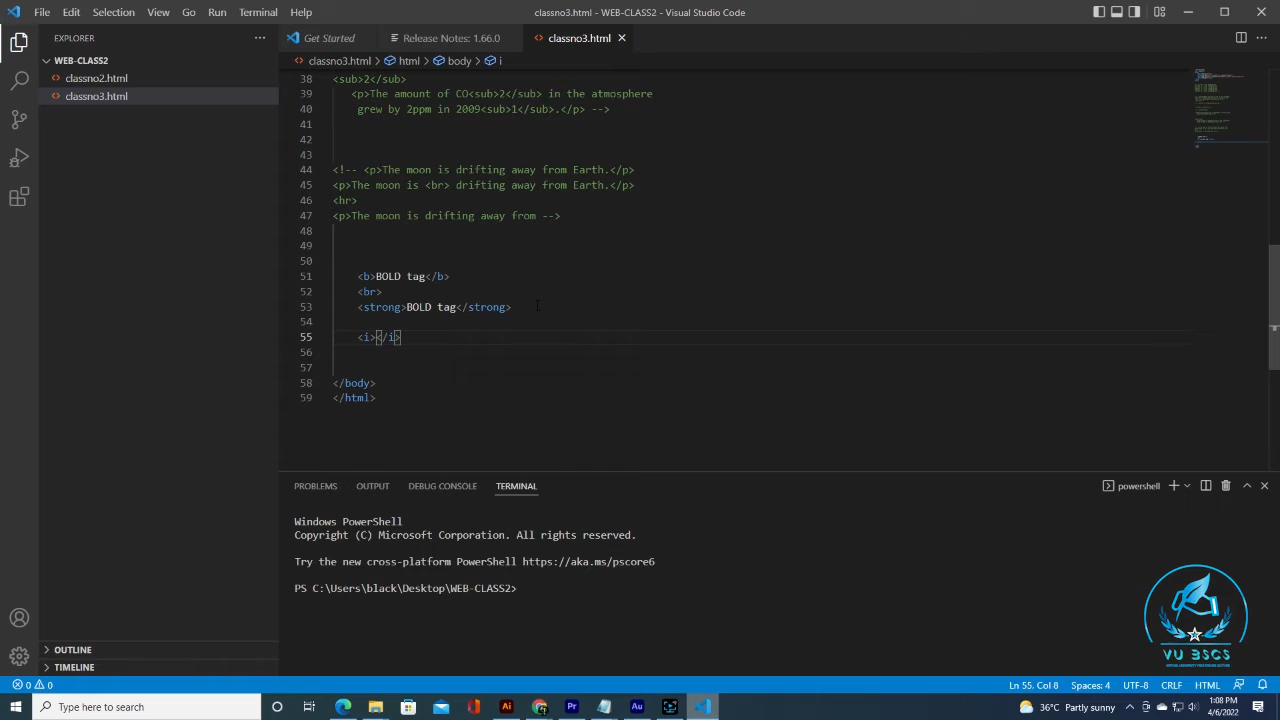 File Edit Selection View Go Run Terminal Help
classno3.html - WEB-CLASS2 - Visual Studio Code
EXPLORER
WEB-CLASS2
classno2.html
classno3.html
OUTLINE
TIMELINE
Get Started
Release Notes: 1.66.0
classno3.html
classno3.html > html > body > i
38 <sub>2</sub>
39 <p>The amount of CO<sub>2</sub> in the atmosphere
40 grew by 2ppm in 2009<sub>1</sub>.</p> -->
41
42
43
44 <!-- <p>The moon is drifting away from Earth.</p>
45 <p>The moon is <br> drifting away from Earth.</p>
46 <hr>
47 <p>The moon is drifting away from -->
48
49
50
51 <b>BOLD tag</b>
52 <br>
53 <strong>BOLD tag</strong>
54
55 <i></i>
56
57
58 </body>
59 </html>
PROBLEMS OUTPUT DEBUG CONSOLE TERMINAL
powershell
Windows PowerShell
Copyright (C) Microsoft Corporation. All rights reserved.
Try the new cross-platform PowerShell https://aka.ms/pscore6
PS C:\Users\black\Desktop\WEB-CLASS2>
VU BSCS
0 0
Ln 55, Col 8 Spaces: 4 UTF-8 CRLF HTML
Type here to search
36°C Partly sunny
1:08 PM
4/6/2022